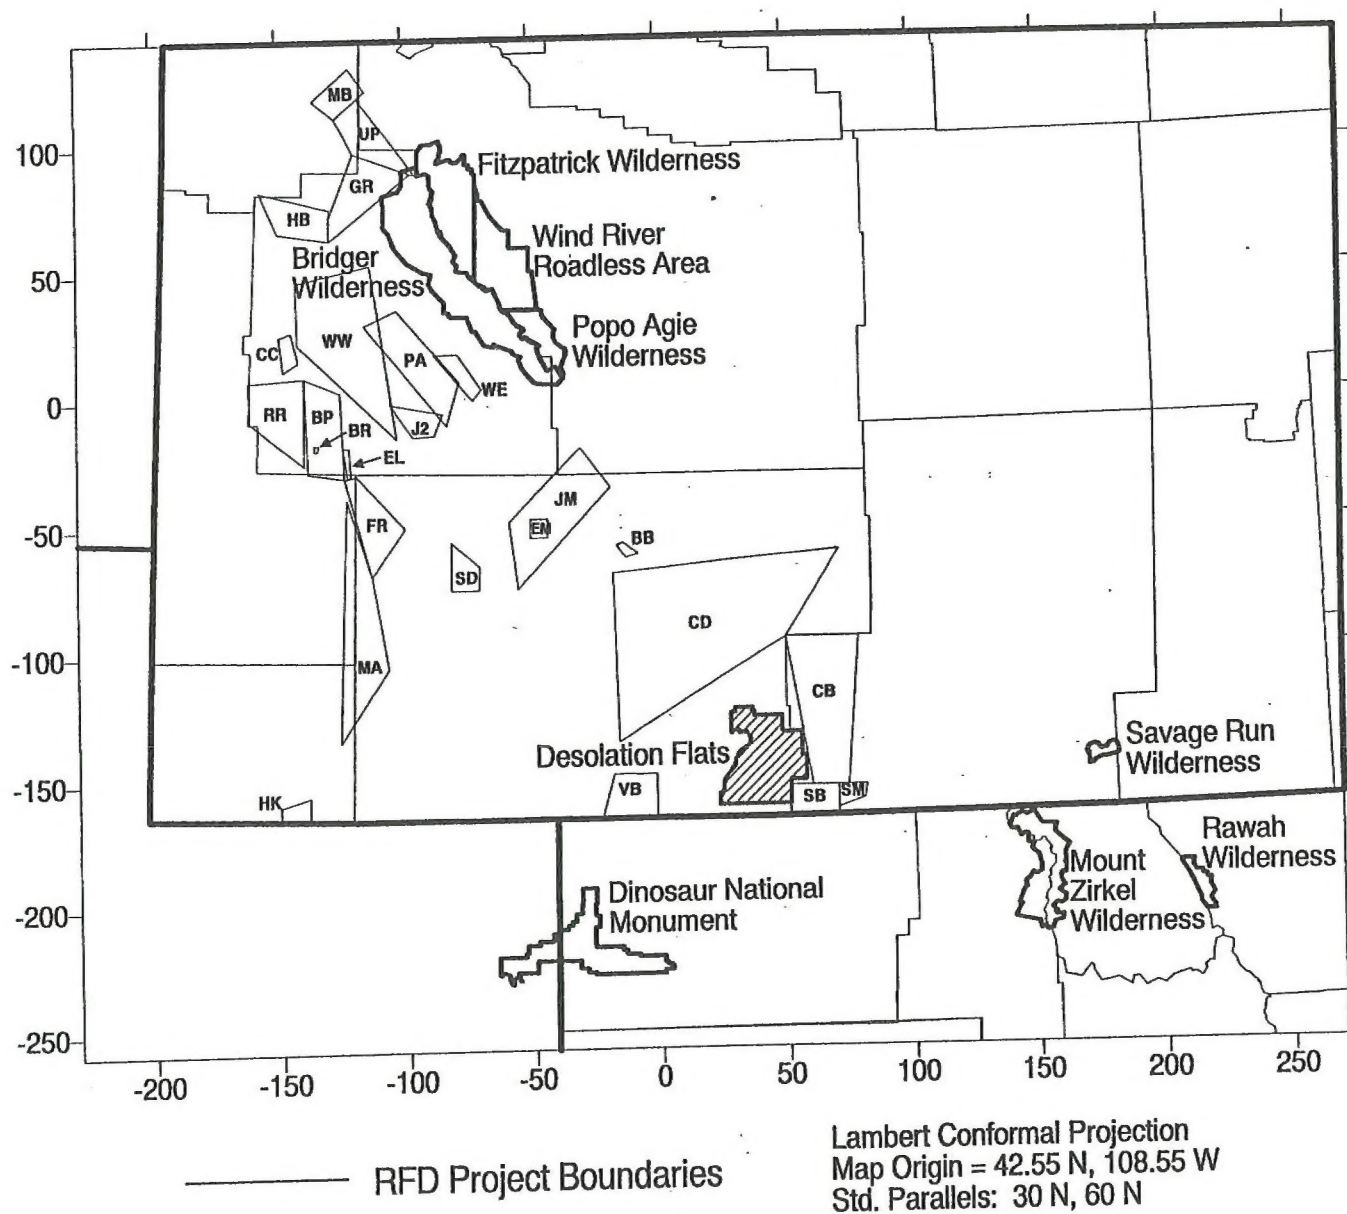 MB
UP
100
Fitzpatrick Wilderness
GR
HB
Wind River
Roadless Area
Bridger
Wilderness
50
Popo Agie
Wilderness
WW
CC
PA
WE
0
RR
BP
BR
J2
EL
JM
FR
EM
-50
BB
SD
CD
-100
MA
CB
Savage Run
Wilderness
Desolation Flats
-150
HK
VB
SB
SM
Rawah
Wilderness
Mount
Zirkel
Wilderness
Dinosaur National
Monument
-200
-250
-200
-150
-100
-50
0
50
100
150
200
250
RFD Project Boundaries
Lambert Conformal Projection
Map Origin = 42.55 N, 108.55 W
Std. Parallels: 30 N, 60 N